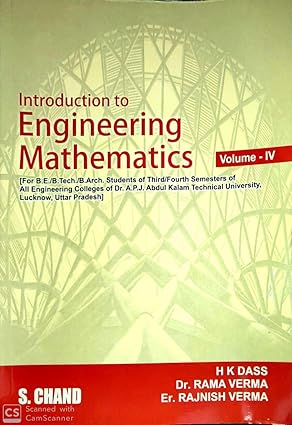 Introduction to
Engineering
Mathematics
Volume - IV
[For B.E./B.Tech./B.Arch. Students of Third/Fourth Semesters of
All Engineering Colleges of Dr. A.P.J. Abdul Kalam Technical University,
Lucknow, Uttar Pradesh]
H K DASS
Dr. RAMA VERMA
Er. RAJNISH VERMA
S. CHAND
CS Scanned with
CamScanner